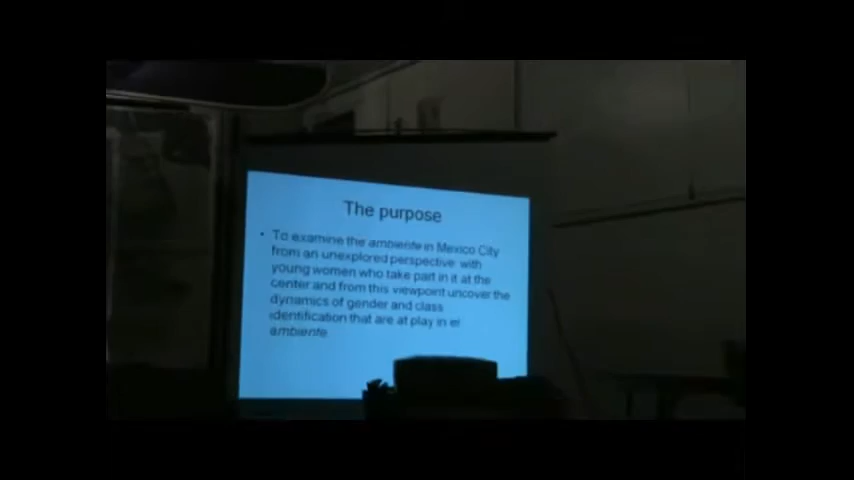 The purpose
• To examine the ambiente in Mexico City
from an unexplored perspective with
young women who take part in it at the
center and from this viewpoint uncover the
dynamics of gender and class
identification that are at play in el
ambiente.